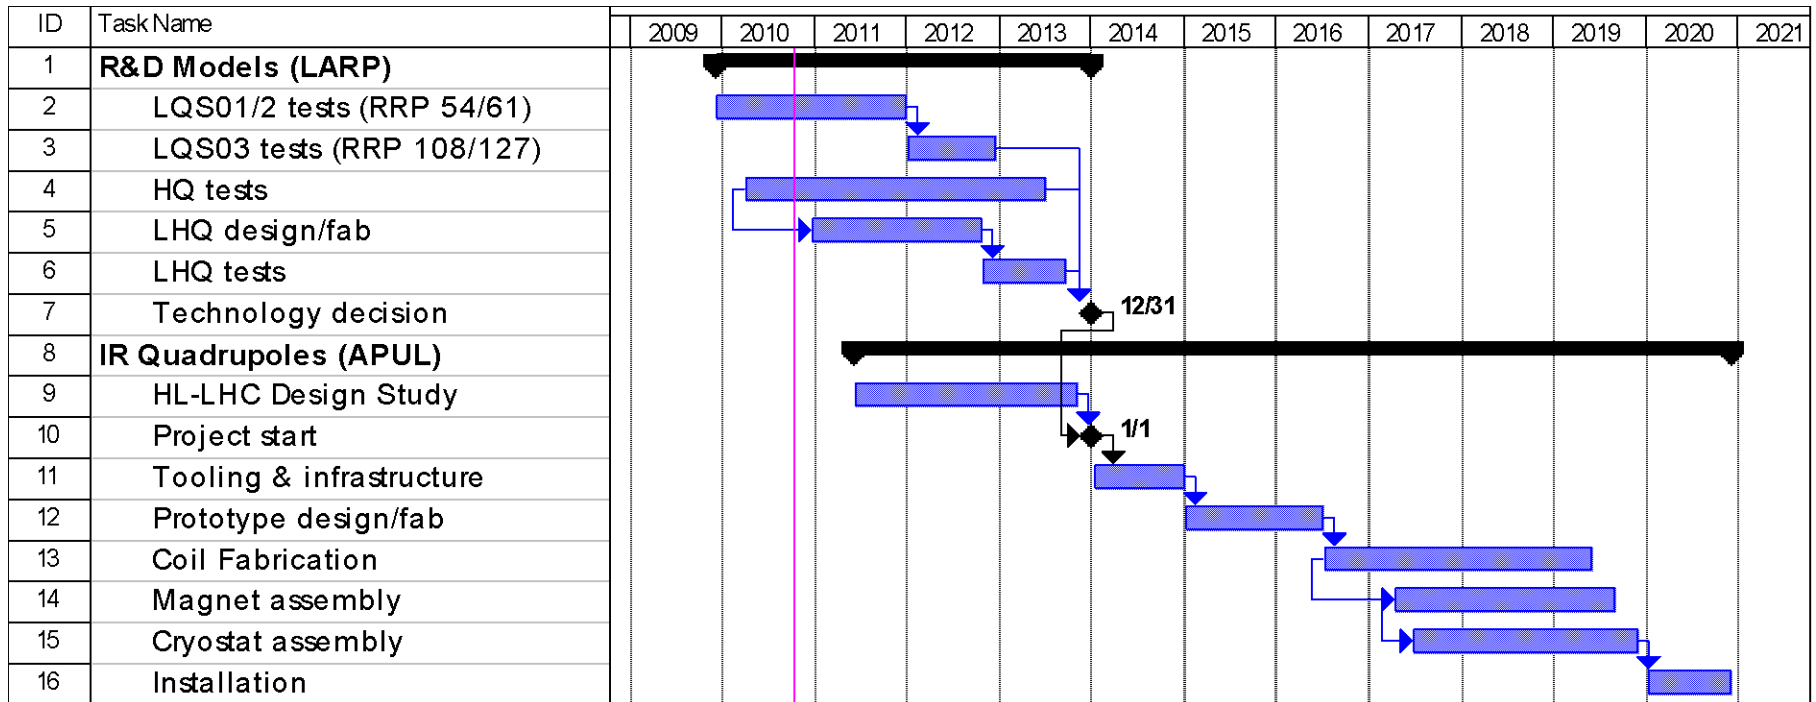 ID Task Name 2009 2010 2011 2012 2013 2014 2015 2016 2017 2018 2019 2020 2021
1 R&D Models (LARP)
2 LQS01/2 tests (RRP 54/61)
3 LQS03 tests (RRP 108/127)
4 HQ tests
5 LHQ design/fab
6 LHQ tests
7 Technology decision 12/31
8 IR Quadrupoles (APUL)
9 HL-LHC Design Study
10 Project start 1/1
11 Tooling & infrastructure
12 Prototype design/fab
13 Coil Fabrication
14 Magnet assembly
15 Cryostat assembly
16 Installation